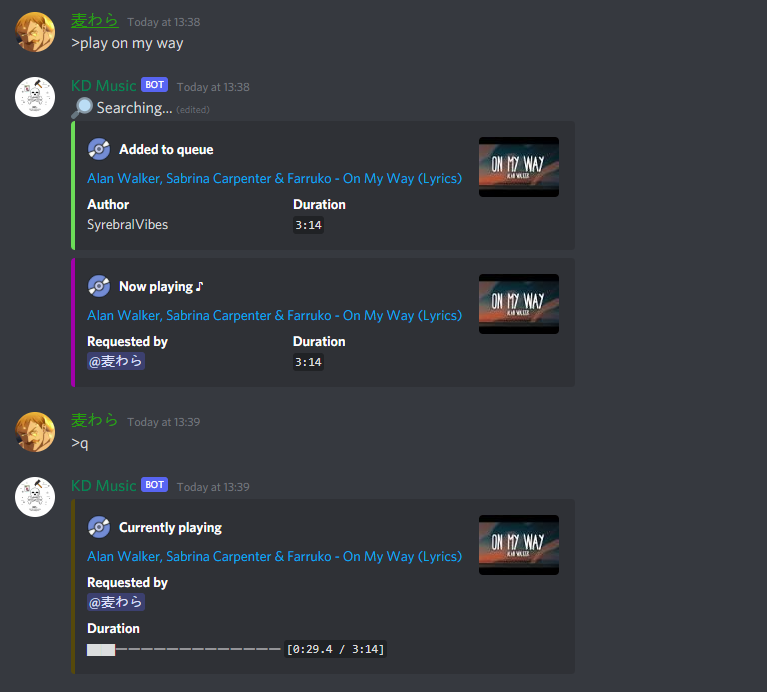 麦わら Today at 13:38
>play on my way
KD Music BOT Today at 13:38
Searching... (edited)
Added to queue
Alan Walker, Sabrina Carpenter & Farruko - On My Way (Lyrics)
ON MY WAY
ALAN WALKER
Author Duration
SyrebralVibes 3:14
Now playing ♪
Alan Walker, Sabrina Carpenter & Farruko - On My Way (Lyrics)
ON MY WAY
ALAN WALKER
Requested by Duration
@麦わら 3:14
麦わら Today at 13:39
>q
KD Music BOT Today at 13:39
Currently playing
Alan Walker, Sabrina Carpenter & Farruko - On My Way (Lyrics)
ON MY WAY
ALAN WALKER
Requested by
@麦わら
Duration
[0:29.4 / 3:14]